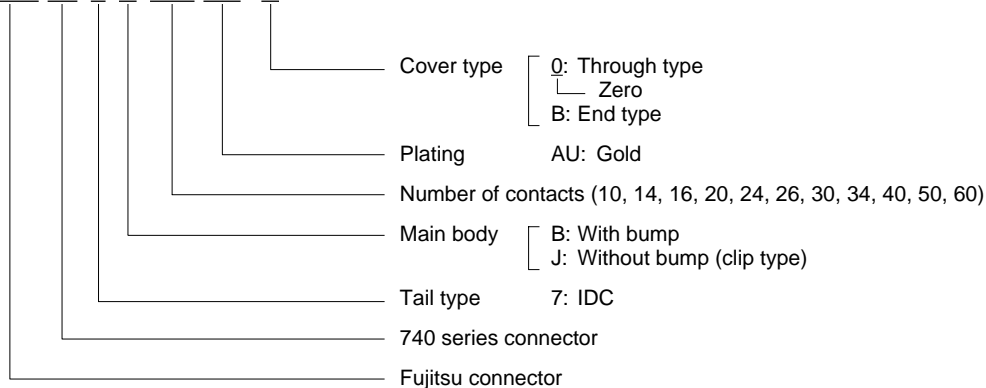 Cover type 0: Through type
Zero
B: End type
Plating AU: Gold
Number of contacts (10, 14, 16, 20, 24, 26, 30, 34, 40, 50, 60)
Main body B: With bump
J: Without bump (clip type)
Tail type 7: IDC
740 series connector
Fujitsu connector